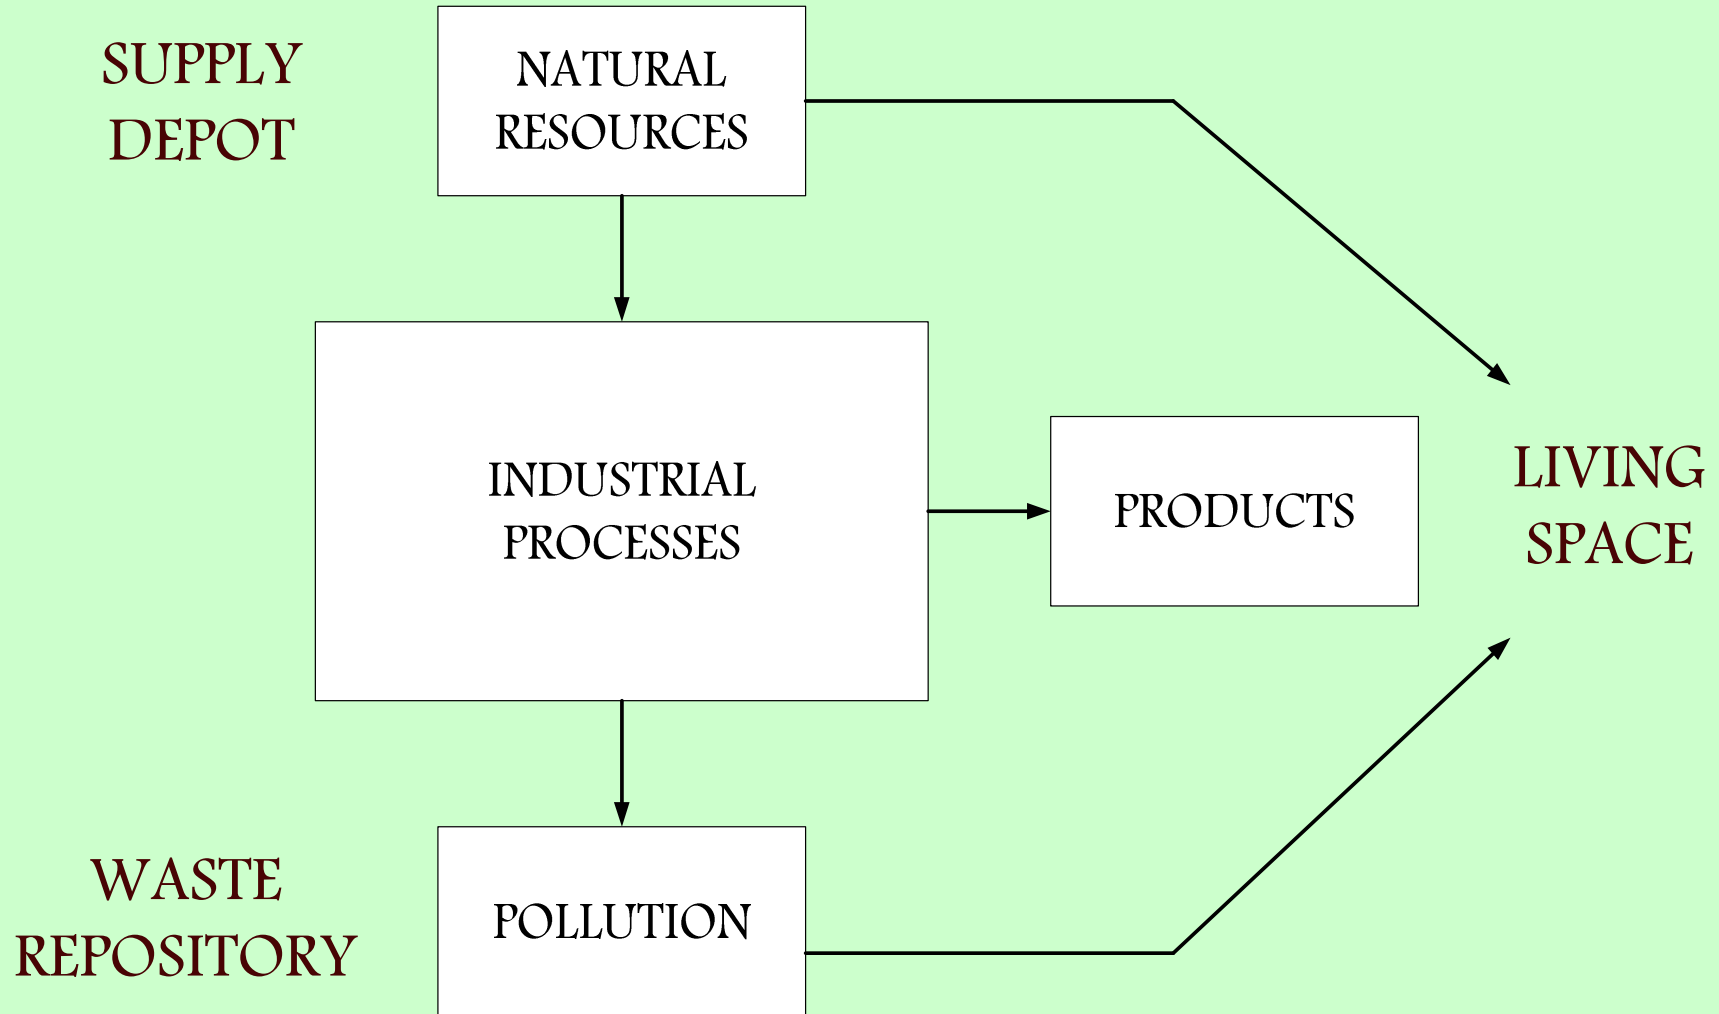 SUPPLY
DEPOT
NATURAL
RESOURCES
INDUSTRIAL
PROCESSES
PRODUCTS
LIVING
SPACE
WASTE
REPOSITORY
POLLUTION